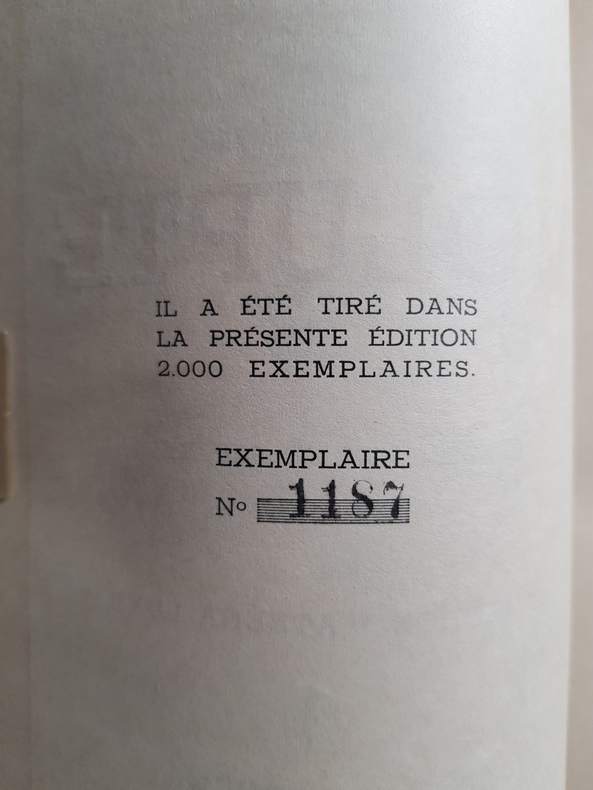 IL A ÉTÉ TIRÉ DANS
LA PRÉSENTE ÉDITION
2.000 EXEMPLAIRES.
EXEMPLAIRE
Nº 1187